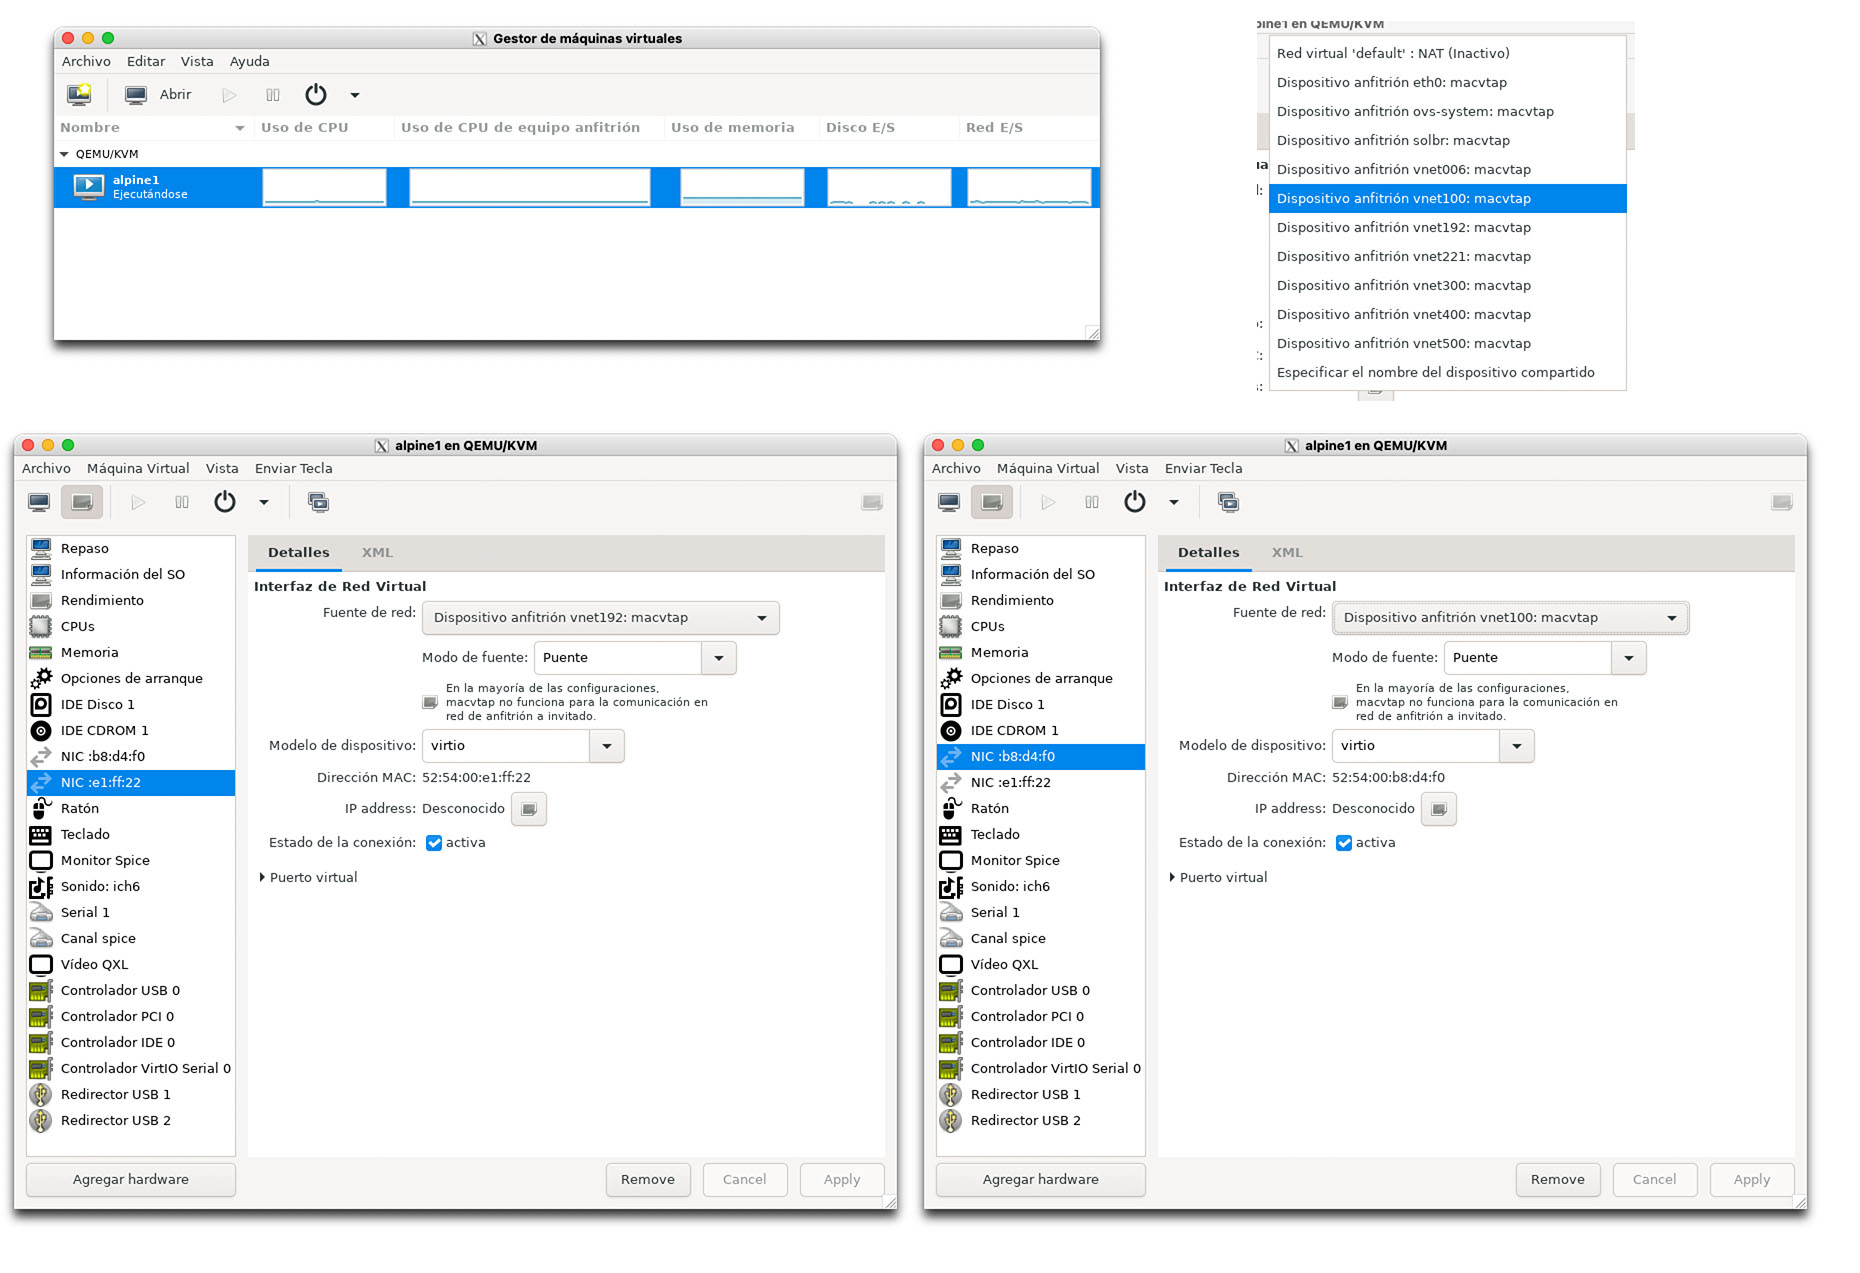 Gestor de máquinas virtuales
Archivo Editar Vista Ayuda
Abrir
Nombre Uso de CPU Uso de CPU de equipo anfitrión Uso de memoria Disco E/S Red E/S
QEMU/KVM
alpine1
Ejecutándose
en QEMU/KVM
Red virtual 'default' : NAT (Inactivo)
Dispositivo anfitrión eth0: macvtap
Dispositivo anfitrión ovs-system: macvtap
Dispositivo anfitrión solbr: macvtap
Dispositivo anfitrión vnet006: macvtap
Dispositivo anfitrión vnet100: macvtap
Dispositivo anfitrión vnet192: macvtap
Dispositivo anfitrión vnet221: macvtap
Dispositivo anfitrión vnet300: macvtap
Dispositivo anfitrión vnet400: macvtap
Dispositivo anfitrión vnet500: macvtap
Especificar el nombre del dispositivo compartido
alpine1 en QEMU/KVM
Archivo Máquina Virtual Vista Enviar Tecla
Repaso
Información del SO
Rendimiento
CPUs
Memoria
Opciones de arranque
IDE Disco 1
IDE CDROM 1
NIC :b8:d4:f0
NIC :e1:ff:22
Ratón
Teclado
Monitor Spice
Sonido: ich6
Serial 1
Canal spice
Vídeo QXL
Controlador USB 0
Controlador PCI 0
Controlador IDE 0
Controlador VirtIO Serial 0
Redirector USB 1
Redirector USB 2
Agregar hardware
Detalles XML
Interfaz de Red Virtual
Fuente de red: Dispositivo anfitrión vnet192: macvtap
Modo de fuente: Puente
En la mayoría de las configuraciones,
macvtap no funciona para la comunicación en
red de anfitrión a invitado.
Modelo de dispositivo: virtio
Dirección MAC: 52:54:00:e1:ff:22
IP address: Desconocido
Estado de la conexión: activa
Puerto virtual
Remove Cancel Apply
alpine1 en QEMU/KVM
Archivo Máquina Virtual Vista Enviar Tecla
Repaso
Información del SO
Rendimiento
CPUs
Memoria
Opciones de arranque
IDE Disco 1
IDE CDROM 1
NIC :b8:d4:f0
NIC :e1:ff:22
Ratón
Teclado
Monitor Spice
Sonido: ich6
Serial 1
Canal spice
Vídeo QXL
Controlador USB 0
Controlador PCI 0
Controlador IDE 0
Controlador VirtIO Serial 0
Redirector USB 1
Redirector USB 2
Agregar hardware
Detalles XML
Interfaz de Red Virtual
Fuente de red: Dispositivo anfitrión vnet100: macvtap
Modo de fuente: Puente
En la mayoría de las configuraciones,
macvtap no funciona para la comunicación en
red de anfitrión a invitado.
Modelo de dispositivo: virtio
Dirección MAC: 52:54:00:b8:d4:f0
IP address: Desconocido
Estado de la conexión: activa
Puerto virtual
Remove Cancel Apply